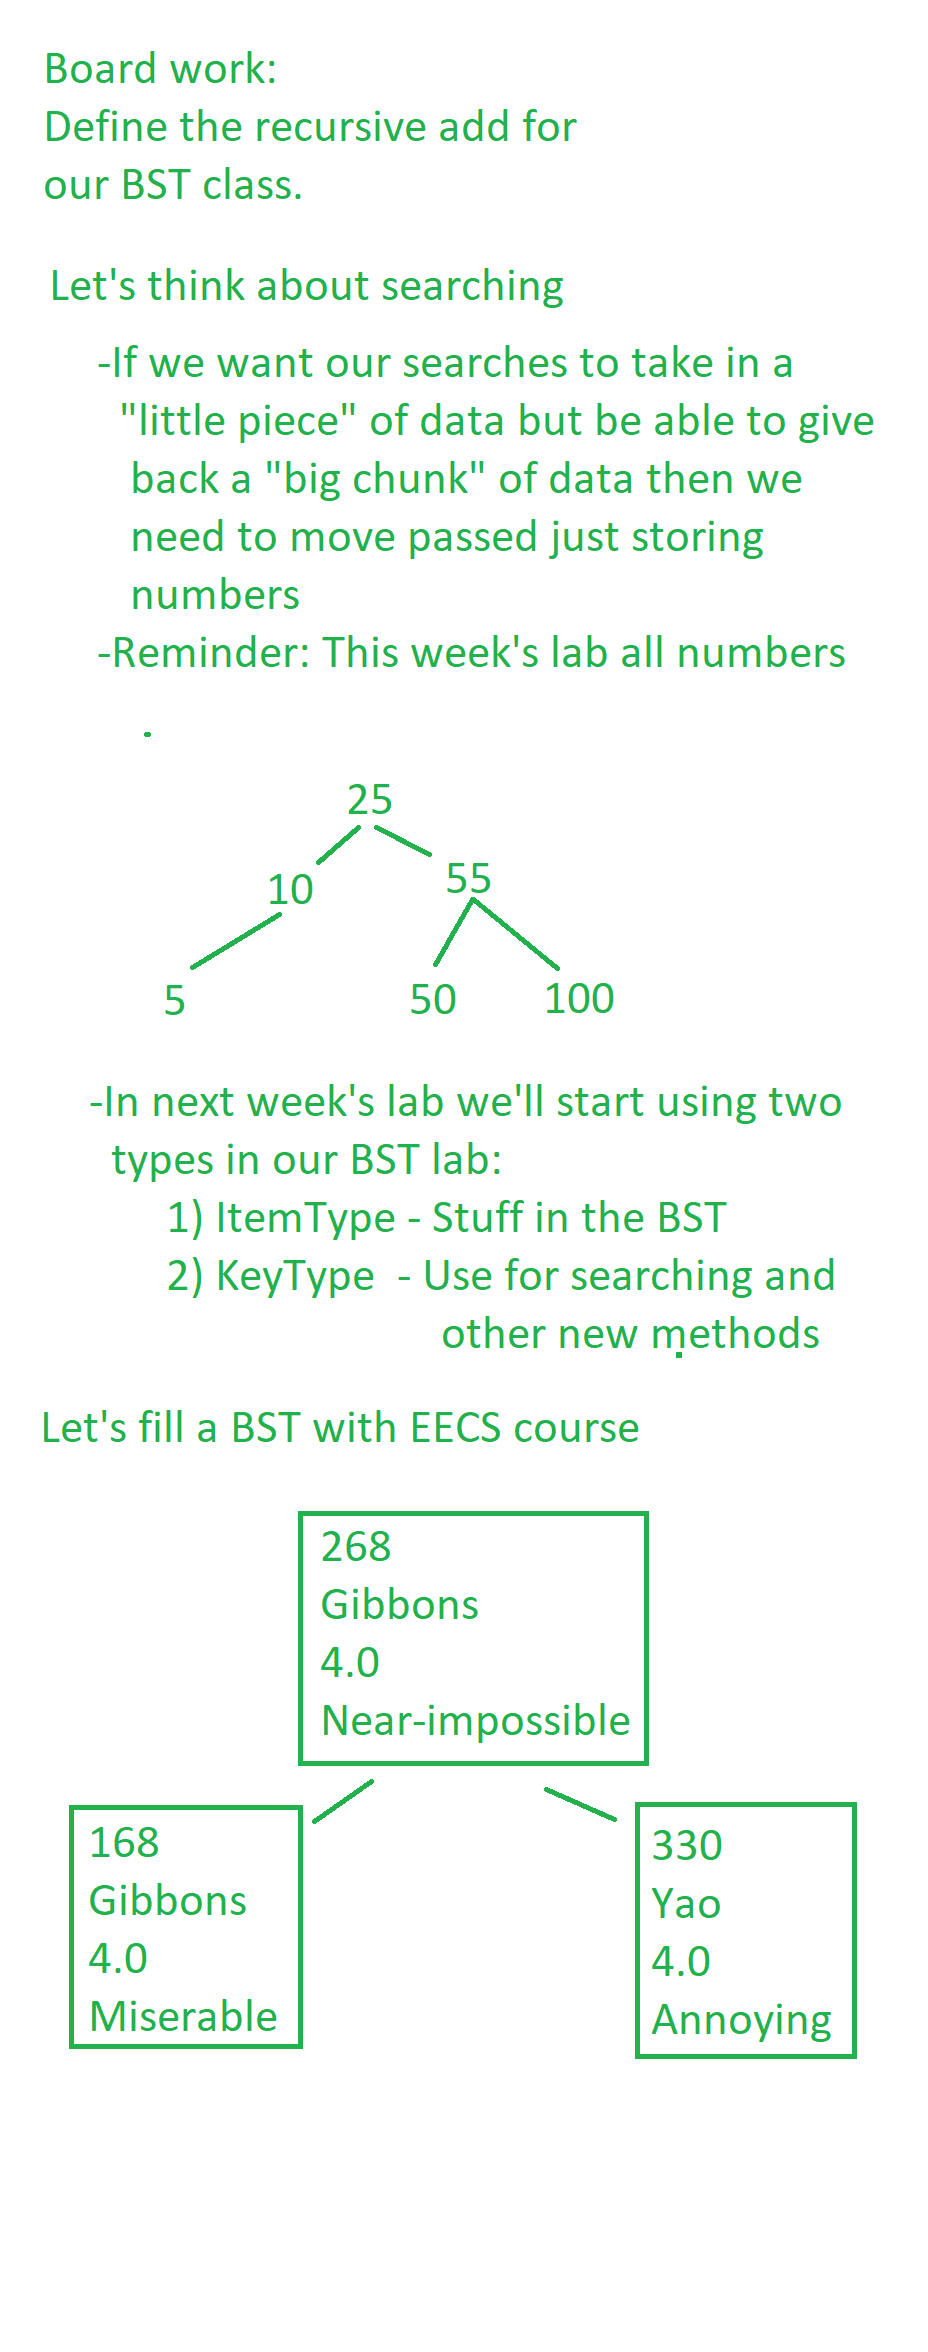 Board work:
Define the recursive add for
our BST class.
Let's think about searching
-If we want our searches to take in a
"little piece" of data but be able to give
back a "big chunk" of data then we
need to move passed just storing
numbers
-Reminder: This week's lab all numbers
25
10
55
5
50
100
-In next week's lab we'll start using two
types in our BST lab:
1) ItemType - Stuff in the BST
2) KeyType - Use for searching and
other new methods
Let's fill a BST with EECS course
268
Gibbons
4.0
Near-impossible
168
Gibbons
4.0
Miserable
330
Yao
4.0
Annoying